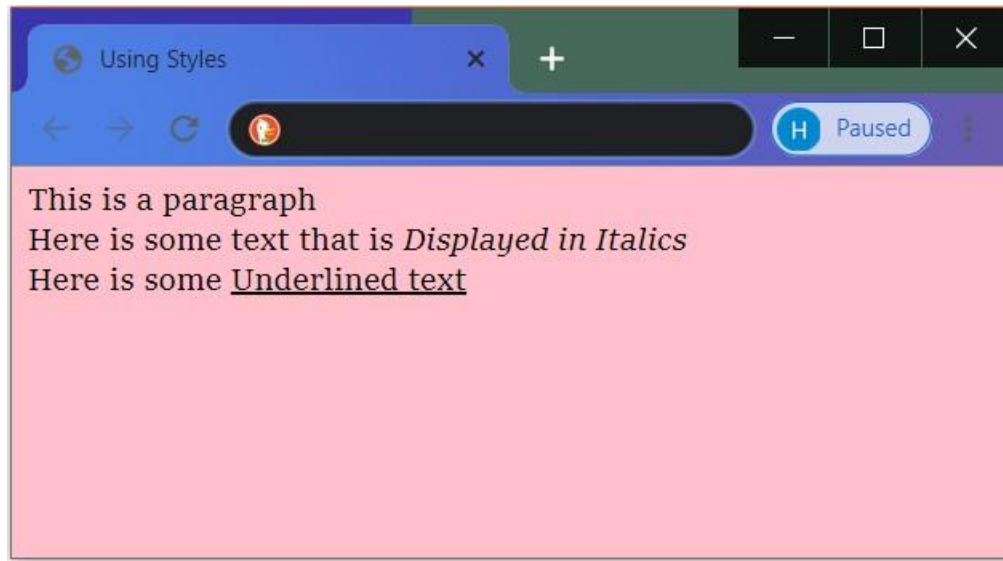 Using Styles
H Paused
This is a paragraph
Here is some text that is Displayed in Italics
Here is some Underlined text